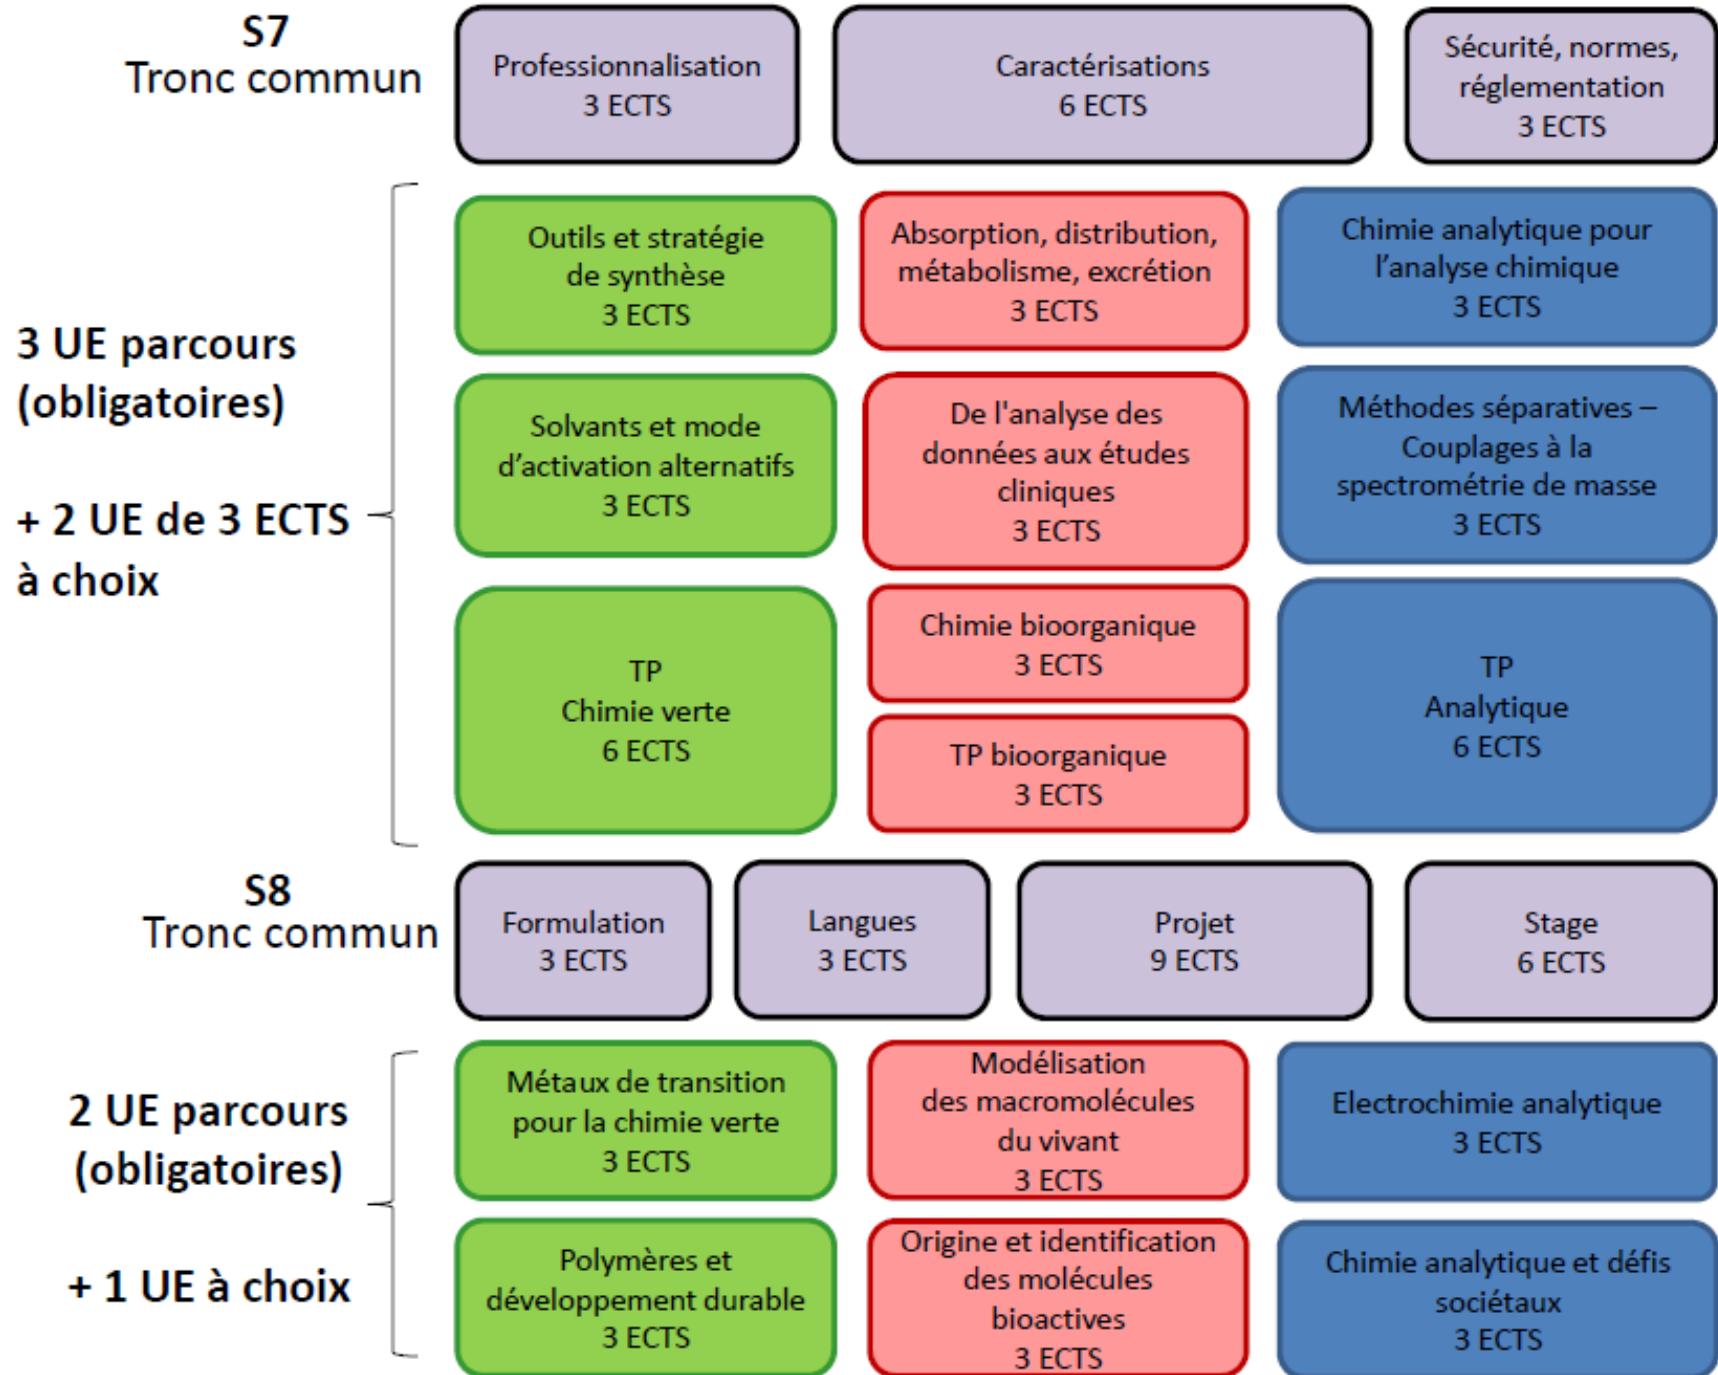 S7
Tronc commun
Professionnalisation
3 ECTS
Caractérisations
6 ECTS
Sécurité, normes,
réglementation
3 ECTS
3 UE parcours
(obligatoires)
+ 2 UE de 3 ECTS
à choix
Outils et stratégie
de synthèse
3 ECTS
Absorption, distribution,
métabolisme, excrétion
3 ECTS
Chimie analytique pour
l’analyse chimique
3 ECTS
Solvants et mode
d’activation alternatifs
3 ECTS
De l'analyse des
données aux études
cliniques
3 ECTS
Méthodes séparatives –
Couplages à la
spectrométrie de masse
3 ECTS
TP
Chimie verte
6 ECTS
Chimie bioorganique
3 ECTS
TP bioorganique
3 ECTS
TP
Analytique
6 ECTS
S8
Tronc commun
Formulation
3 ECTS
Langues
3 ECTS
Projet
9 ECTS
Stage
6 ECTS
2 UE parcours
(obligatoires)
+ 1 UE à choix
Métaux de transition
pour la chimie verte
3 ECTS
Modélisation
des macromolécules
du vivant
3 ECTS
Electrochimie analytique
3 ECTS
Polymères et
développement durable
3 ECTS
Origine et identification
des molécules
bioactives
3 ECTS
Chimie analytique et défis
sociétaux
3 ECTS